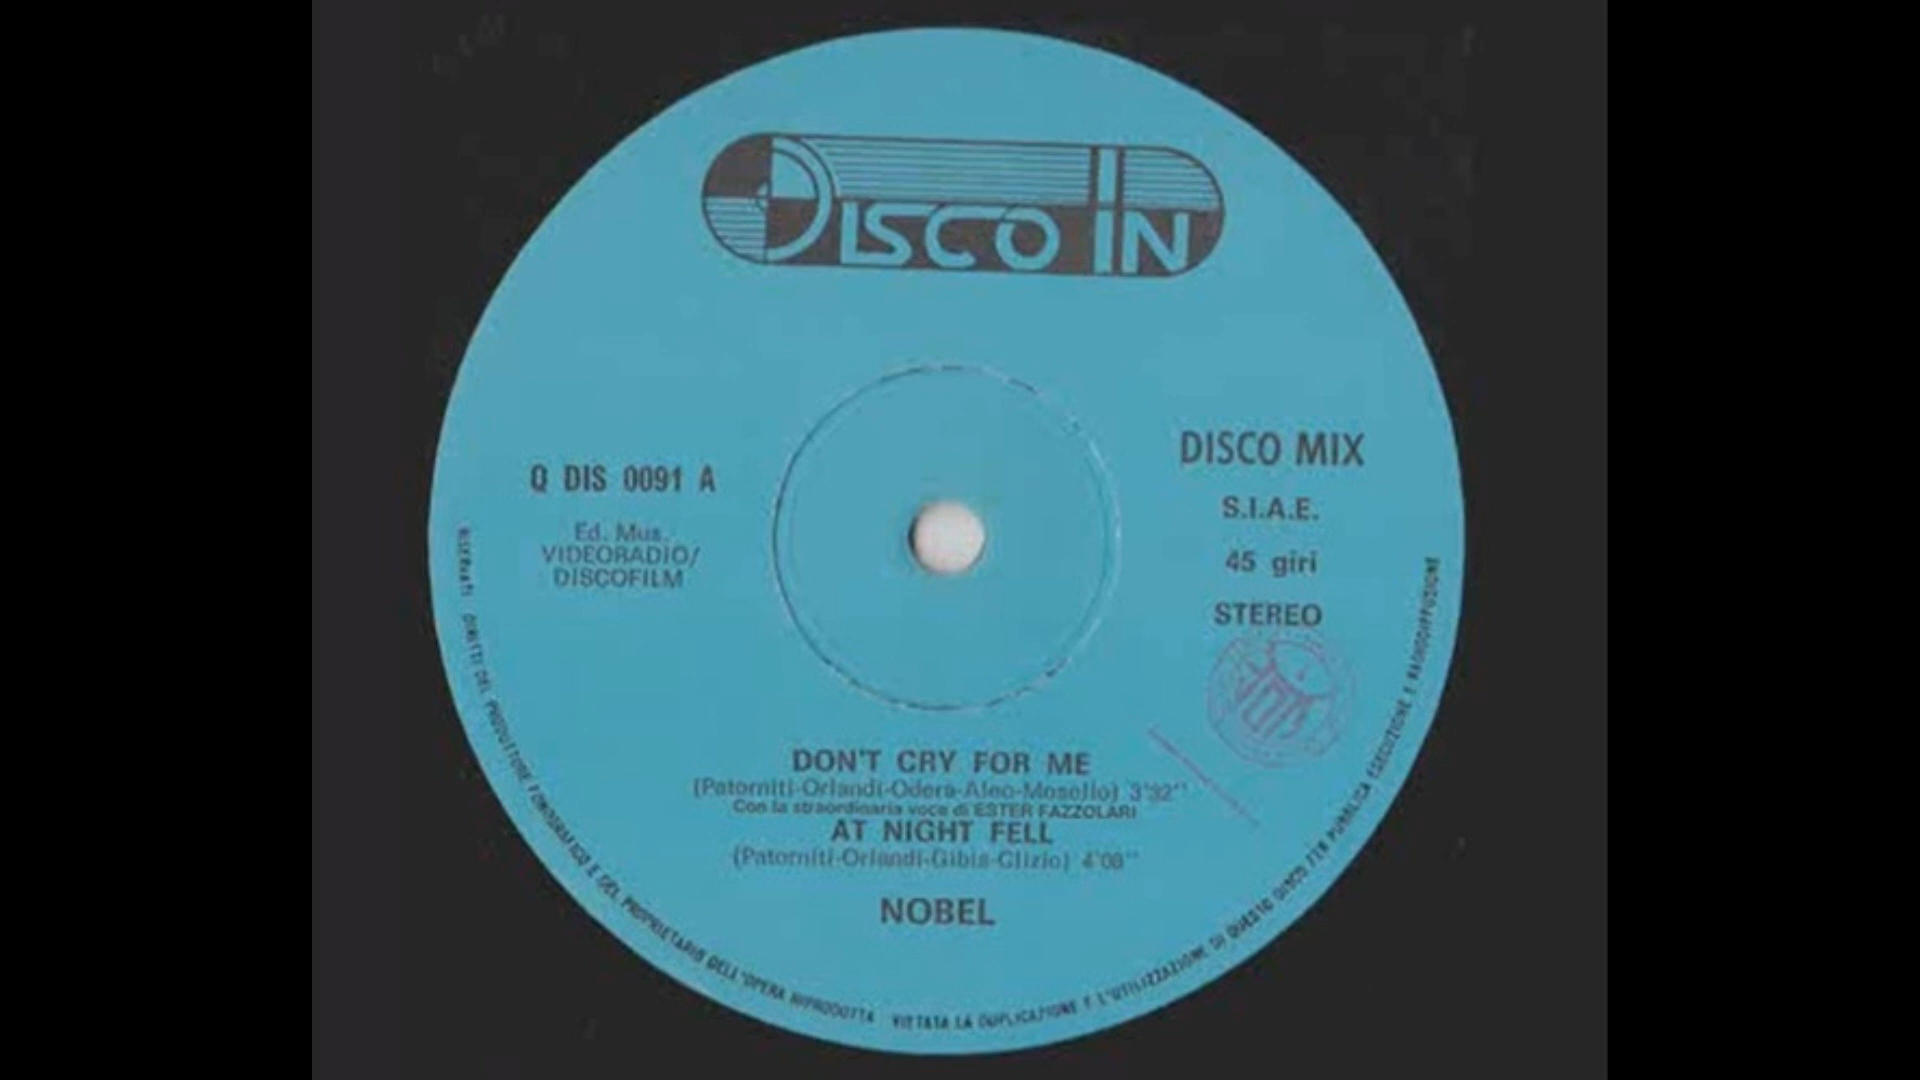 DISCO IN
DISCO MIX
Q DIS 0091 A
S.I.A.E.
Ed. Mus.
VIDEORADIO/
DISCOFILM
45 giri
STEREO
DON'T CRY FOR ME
(Patorniti-Orlandi-Odera-Aleo-Mosello) 3'32''
Con la straordinaria voce di ESTER FAZZOLARI
AT NIGHT FELL
(Patorniti-Orlandi-Gibis-Clizio) 4'08''
NOBEL
RISERVATI DIRITTI DEL PRODUTTORE FONOGRAFICO E DEL PROPRIETARIO DELL'OPERA RIPRODOTTA VIETATA LA DUPLICAZIONE E L'UTILIZZAZIONE DI QUESTO DISCO PER PUBBLICA ESECUZIONE E RADIODIFFUSIONE